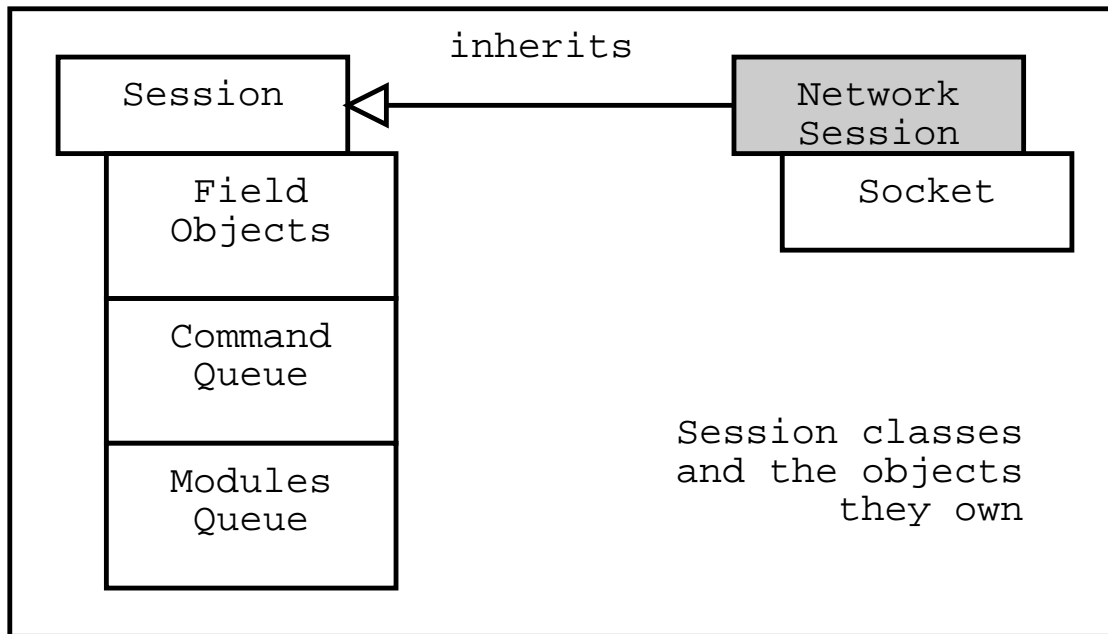 inherits
Session
Network
Session
Field
Objects
Socket
Command
Queue
Modules
Queue
Session classes
and the objects
they own